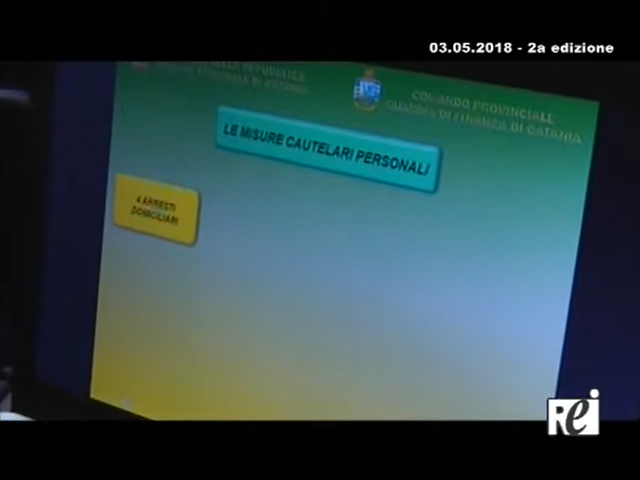 03.05.2018 - 2a edizione
COMANDO PROVINCIALE
GUARDIA DI FINANZA DI CATANIA
LE MISURE CAUTELARI PERSONALI
4 ARRESTI
DOMICILIARI
REi